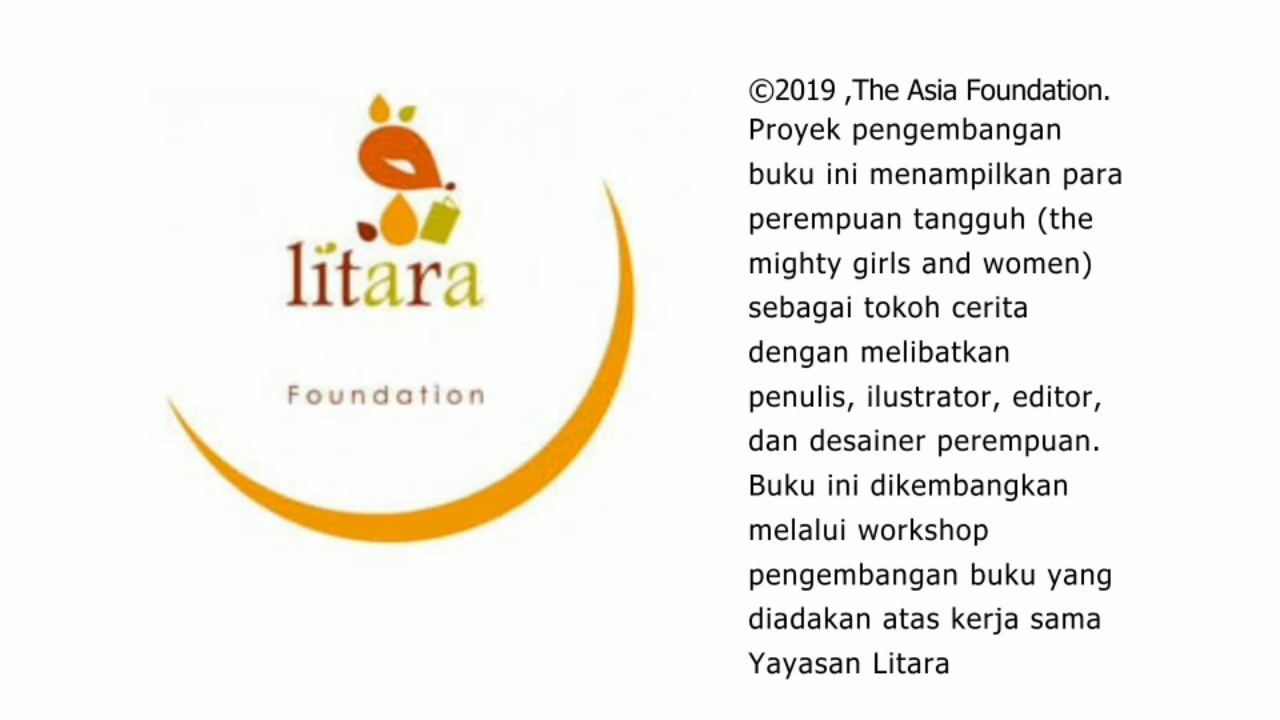 litara
Foundation
©2019 ,The Asia Foundation.
Proyek pengembangan
buku ini menampilkan para
perempuan tangguh (the
mighty girls and women)
sebagai tokoh cerita
dengan melibatkan
penulis, ilustrator, editor,
dan desainer perempuan.
Buku ini dikembangkan
melalui workshop
pengembangan buku yang
diadakan atas kerja sama
Yayasan Litara